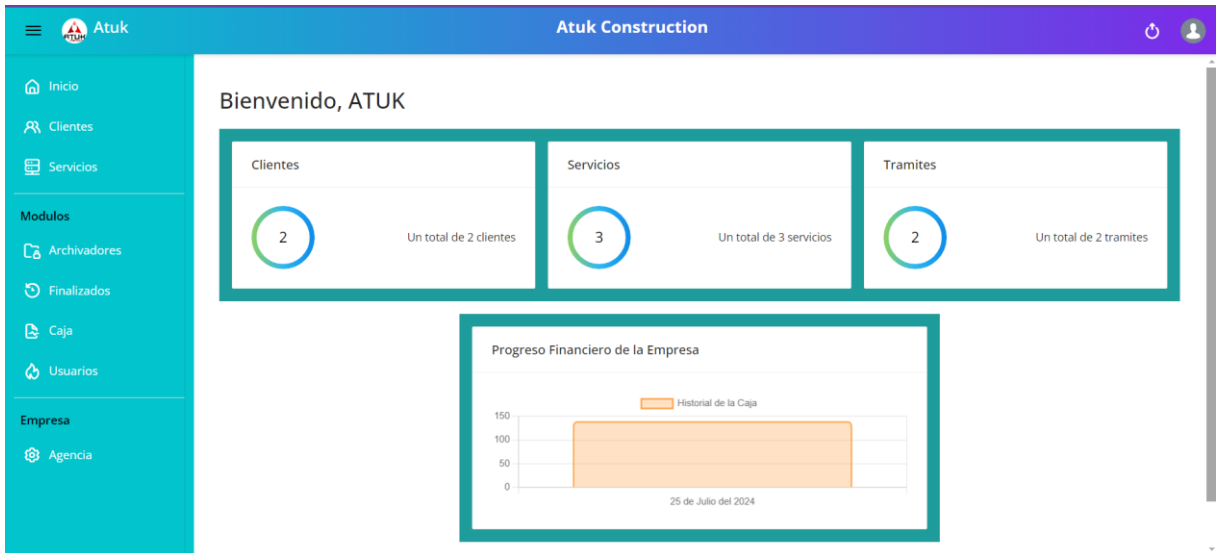 ATUK
Atuk
Atuk Construction
Inicio
Clientes
Servicios
Modulos
Archivadores
Finalizados
Caja
Usuarios
Empresa
Agencia
Bienvenido, ATUK
Clientes
2
Un total de 2 clientes
Servicios
3
Un total de 3 servicios
Tramites
2
Un total de 2 tramites
Progreso Financiero de la Empresa
Historial de la Caja
150
100
50
0
25 de Julio del 2024